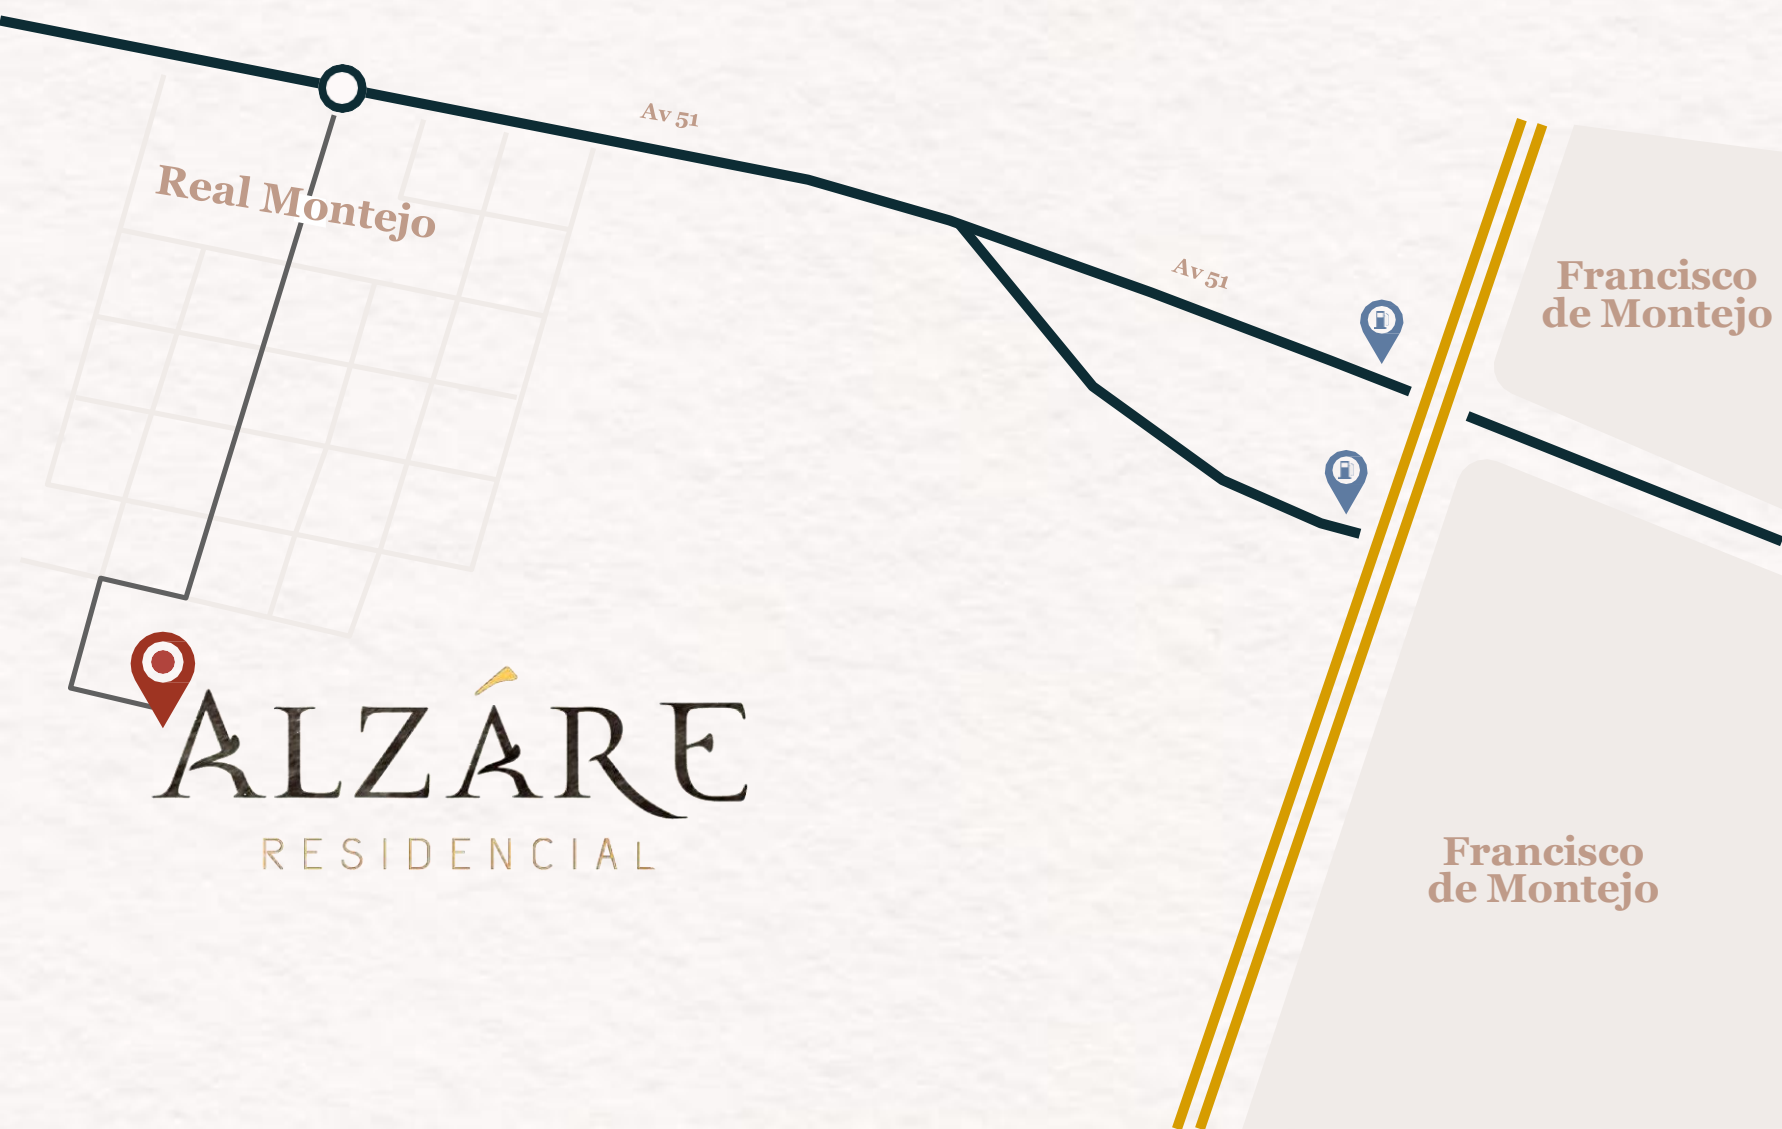 Av 51
Real Montejo
Av 51
Francisco
de Montejo
ALZÁRE
RESIDENCIAL
Francisco
de Montejo